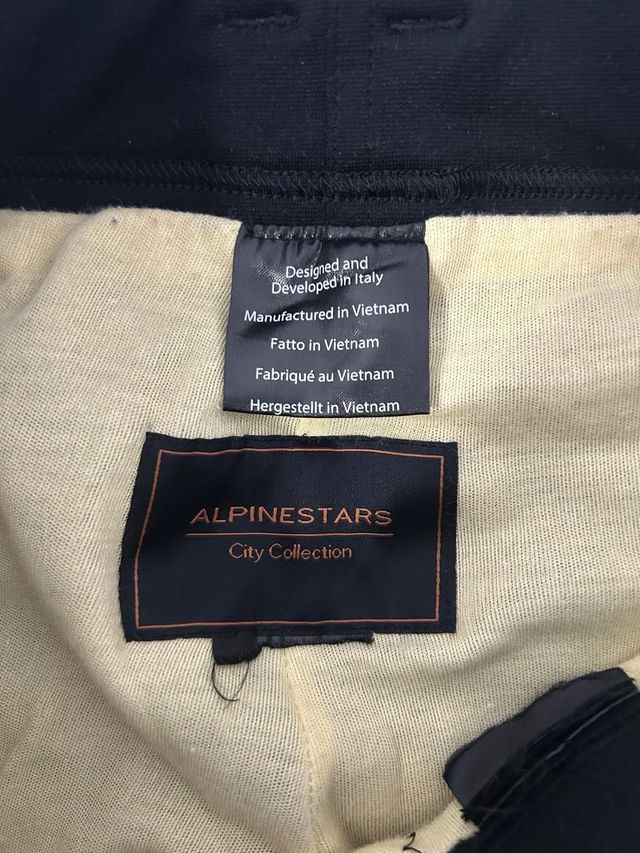 Designed and
Developed in Italy
Manufactured in Vietnam
Fatto in Vietnam
Fabriqué au Vietnam
Hergestellt in Vietnam
ALPINESTARS
City Collection